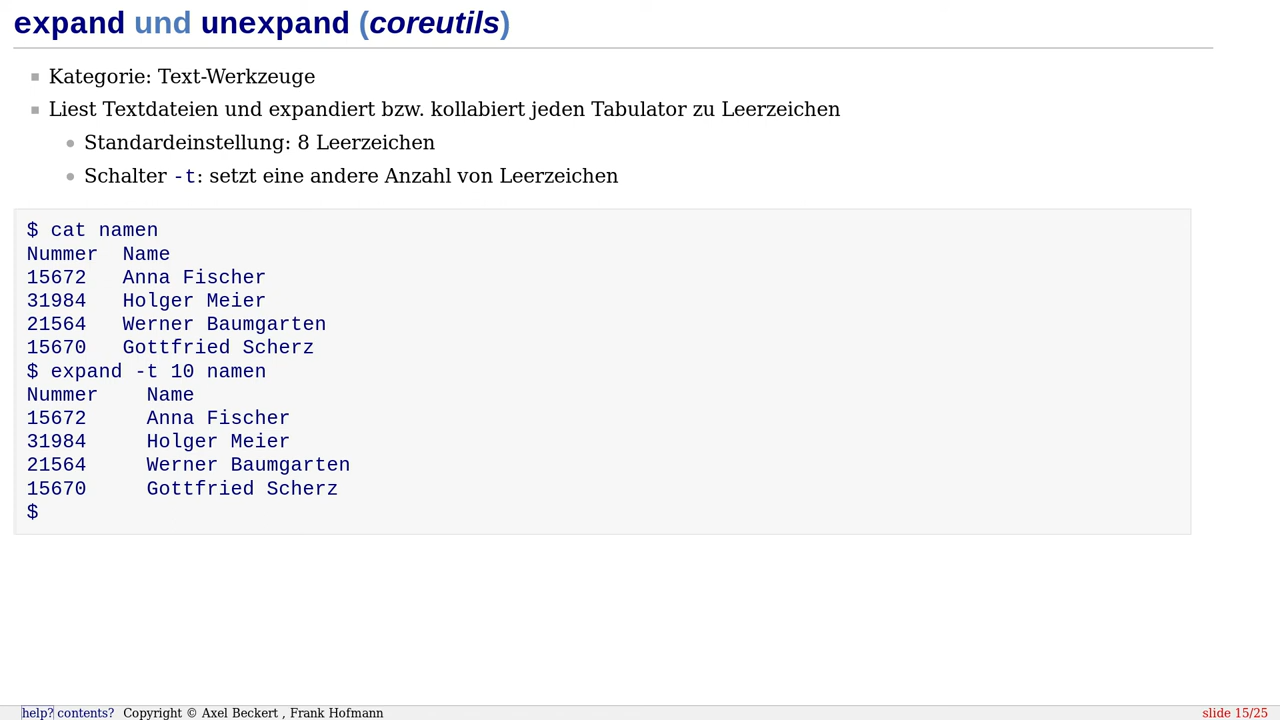 expand und unexpand (coreutils)
Kategorie: Text-Werkzeuge
Liest Textdateien und expandiert bzw. kollabiert jeden Tabulator zu Leerzeichen
Standardeinstellung: 8 Leerzeichen
Schalter -t: setzt eine andere Anzahl von Leerzeichen
$ cat namen
Nummer  Name
15672   Anna Fischer
31984   Holger Meier
21564   Werner Baumgarten
15670   Gottfried Scherz
$ expand -t 10 namen
Nummer    Name
15672     Anna Fischer
31984     Holger Meier
21564     Werner Baumgarten
15670     Gottfried Scherz
$
help? contents? Copyright © Axel Beckert , Frank Hofmann slide 15/25